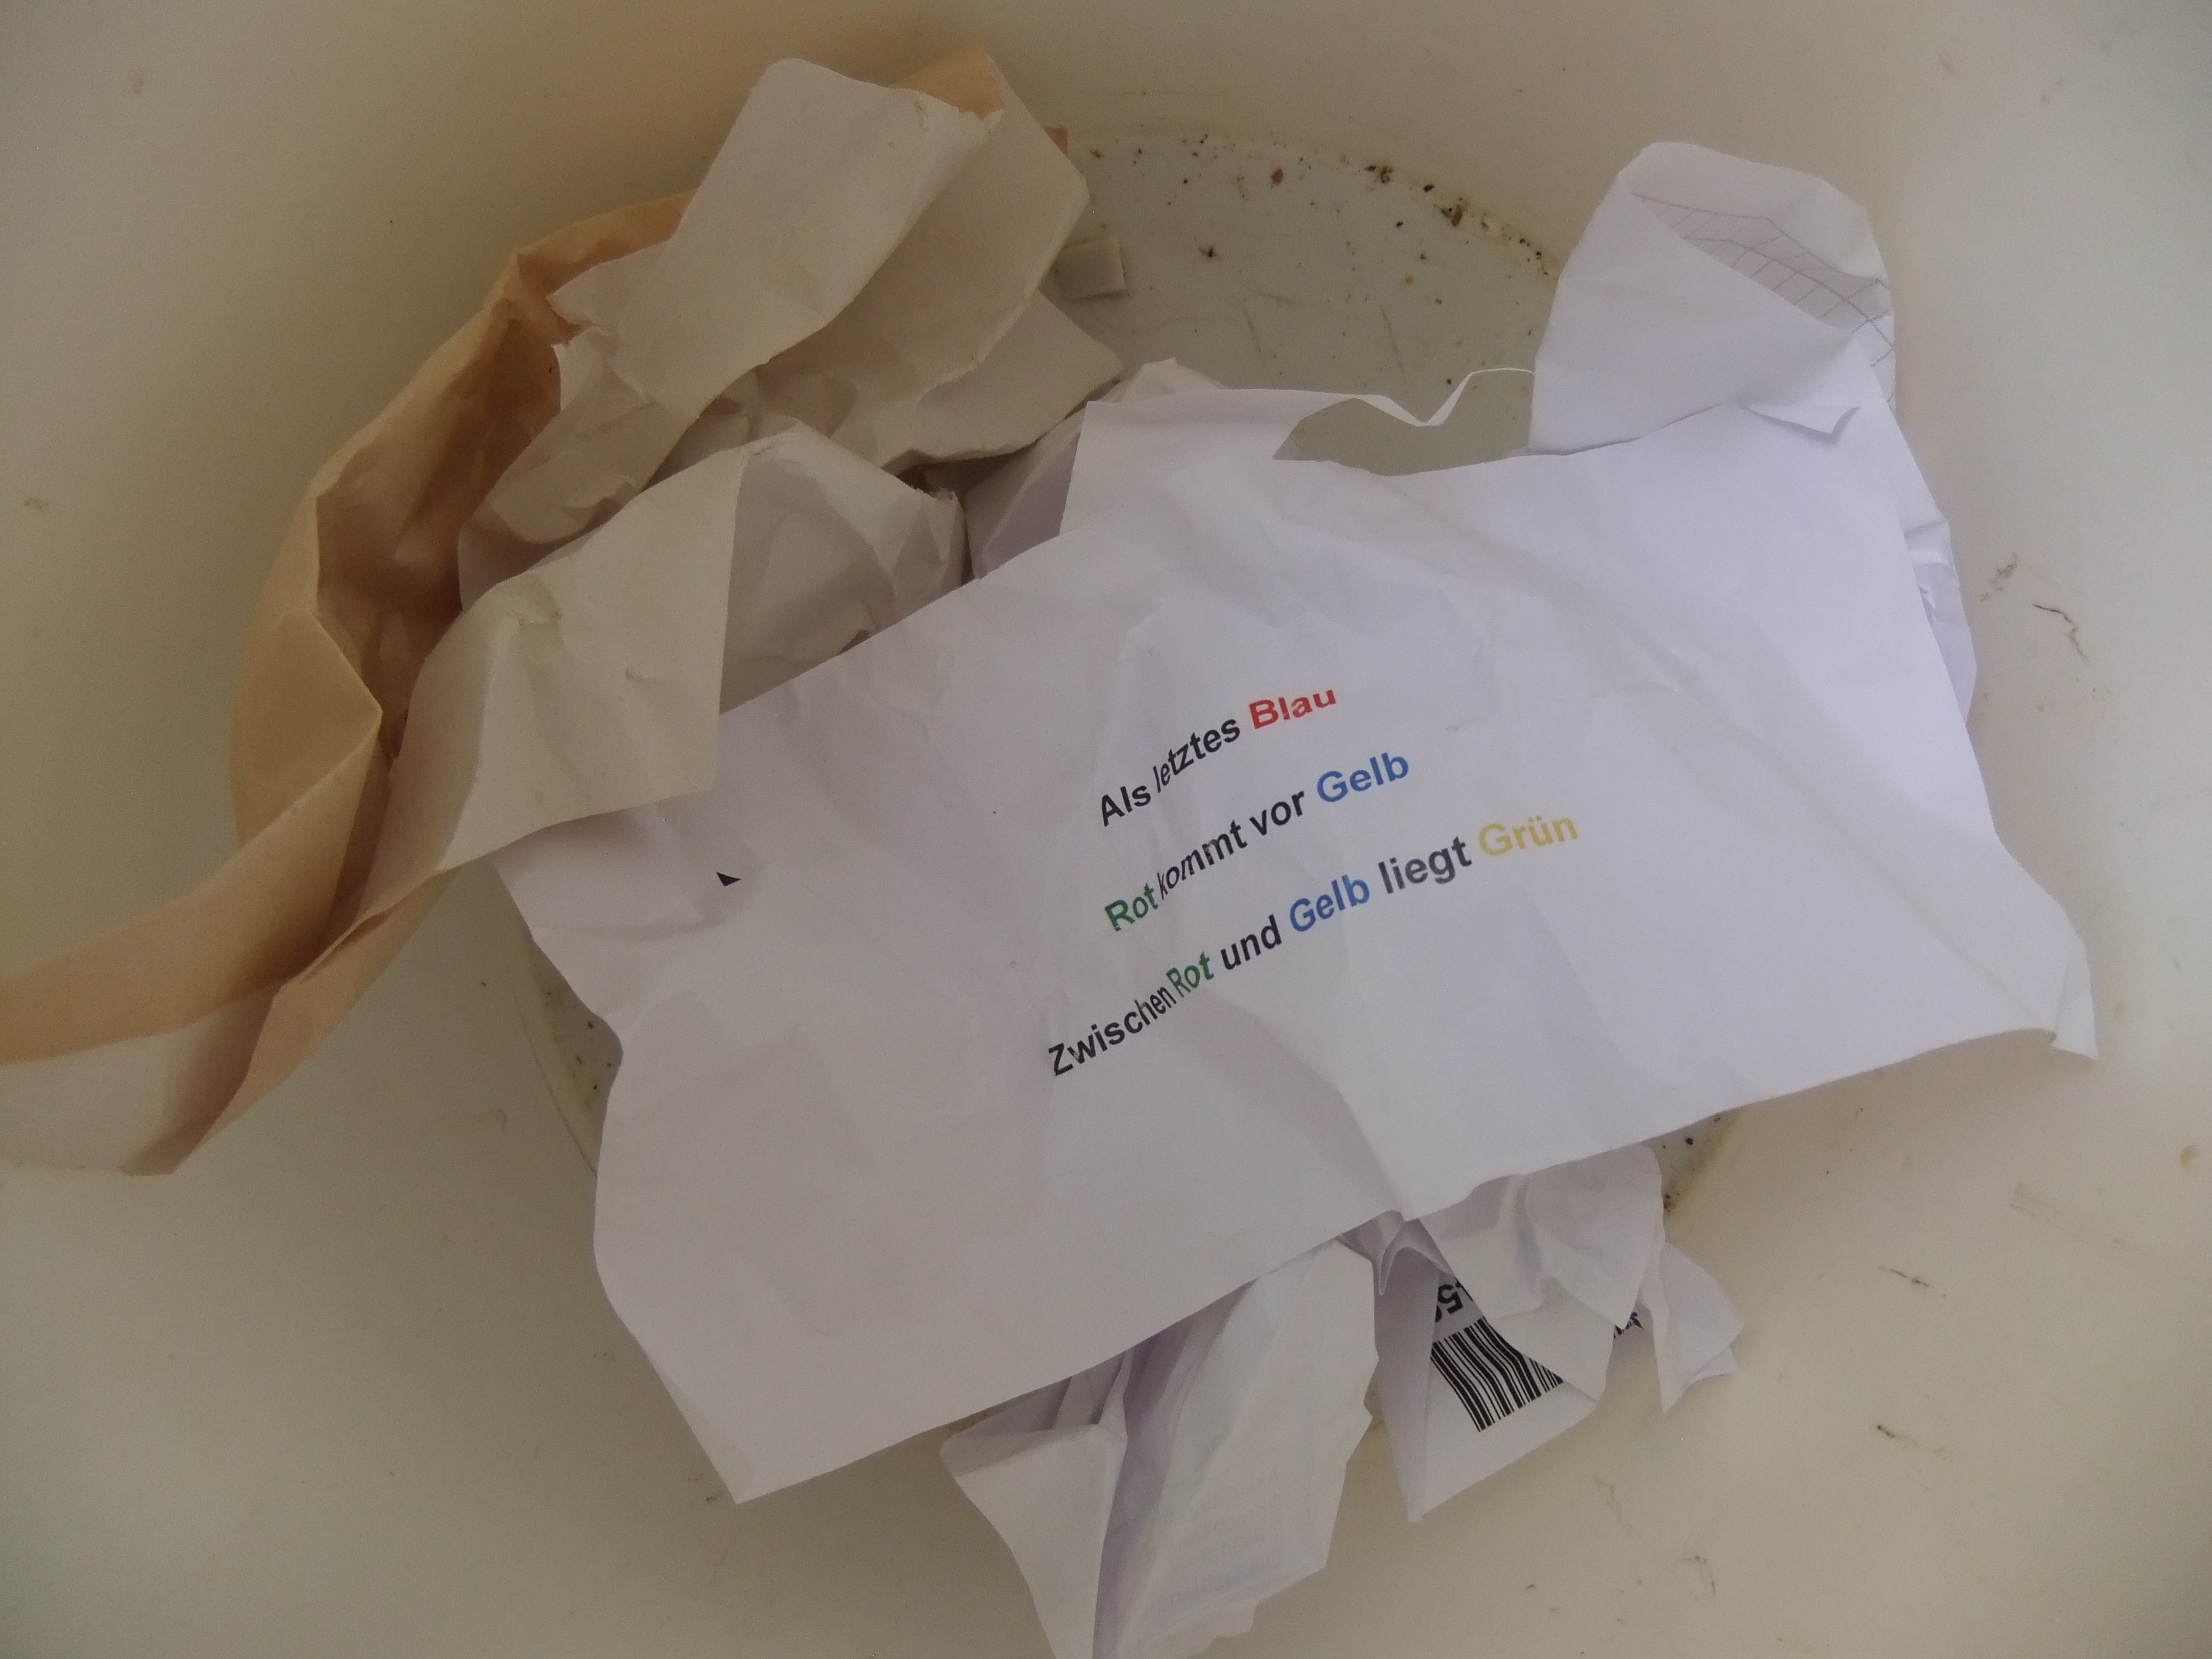 Als letztes Blau
Rot kommt vor Gelb
Zwischen Rot und Gelb liegt Grün